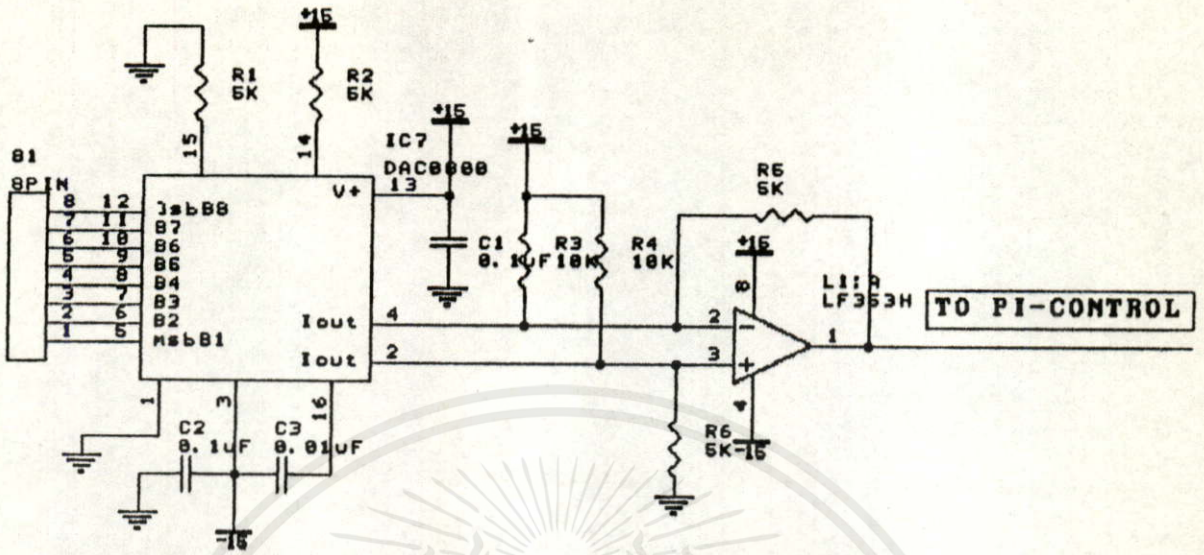 +15
R1
5K
R2
5K
15
14
+15
IC7
DAC0800
13
V+
+15
81
8PIN
8 12 lsbB8
7 11 B7
6 10 B6
5 9 B5
4 8 B4
3 7 B3
2 6 B2
1 5 msbB1
Iout 4
Iout 2
1
3
16
C1
0.1uF
R3
10K
R4
10K
R5
5K
+15
8
L1:A
LF353H
2
3
-
+
1
4
-15
TO PI-CONTROL
R6
5K
C2
0.1uF
C3
0.01uF
-15